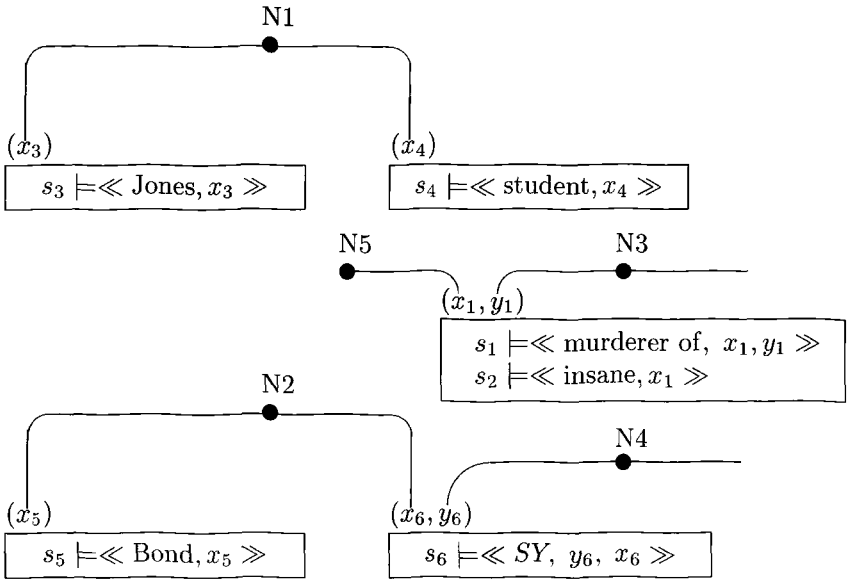 N1
(x₃) (x₄)
s₃ ⊨≪ Jones, x₃ ≫ s₄ ⊨≪ student, x₄ ≫
N5 N3
(x₁, y₁)
s₁ ⊨≪ murderer of, x₁, y₁ ≫
s₂ ⊨≪ insane, x₁ ≫
N2
N4
(x₅) (x₆, y₆)
s₅ ⊨≪ Bond, x₅ ≫ s₆ ⊨≪ SY, y₆, x₆ ≫